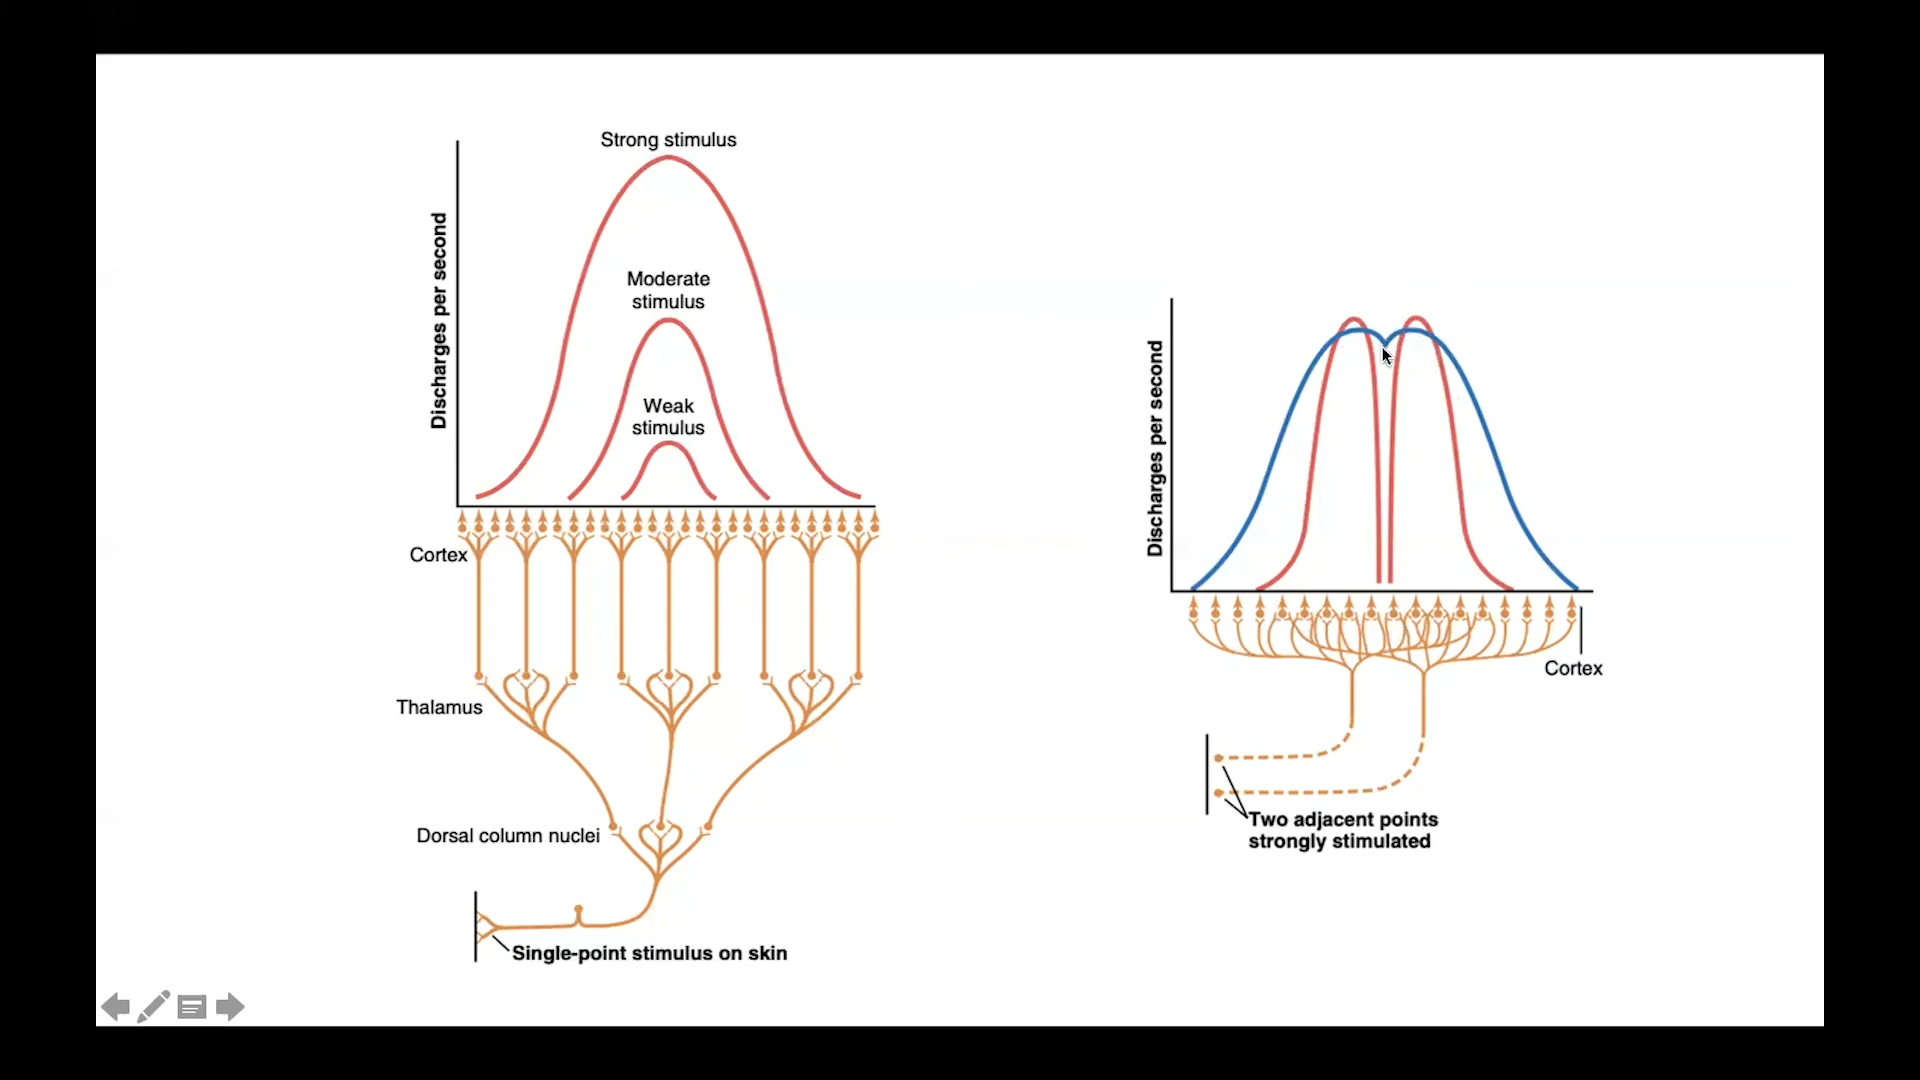 Strong stimulus
Discharges per second
Moderate
stimulus
Weak
stimulus
Cortex
Thalamus
Dorsal column nuclei
Single-point stimulus on skin
Discharges per second
Cortex
Two adjacent points
strongly stimulated